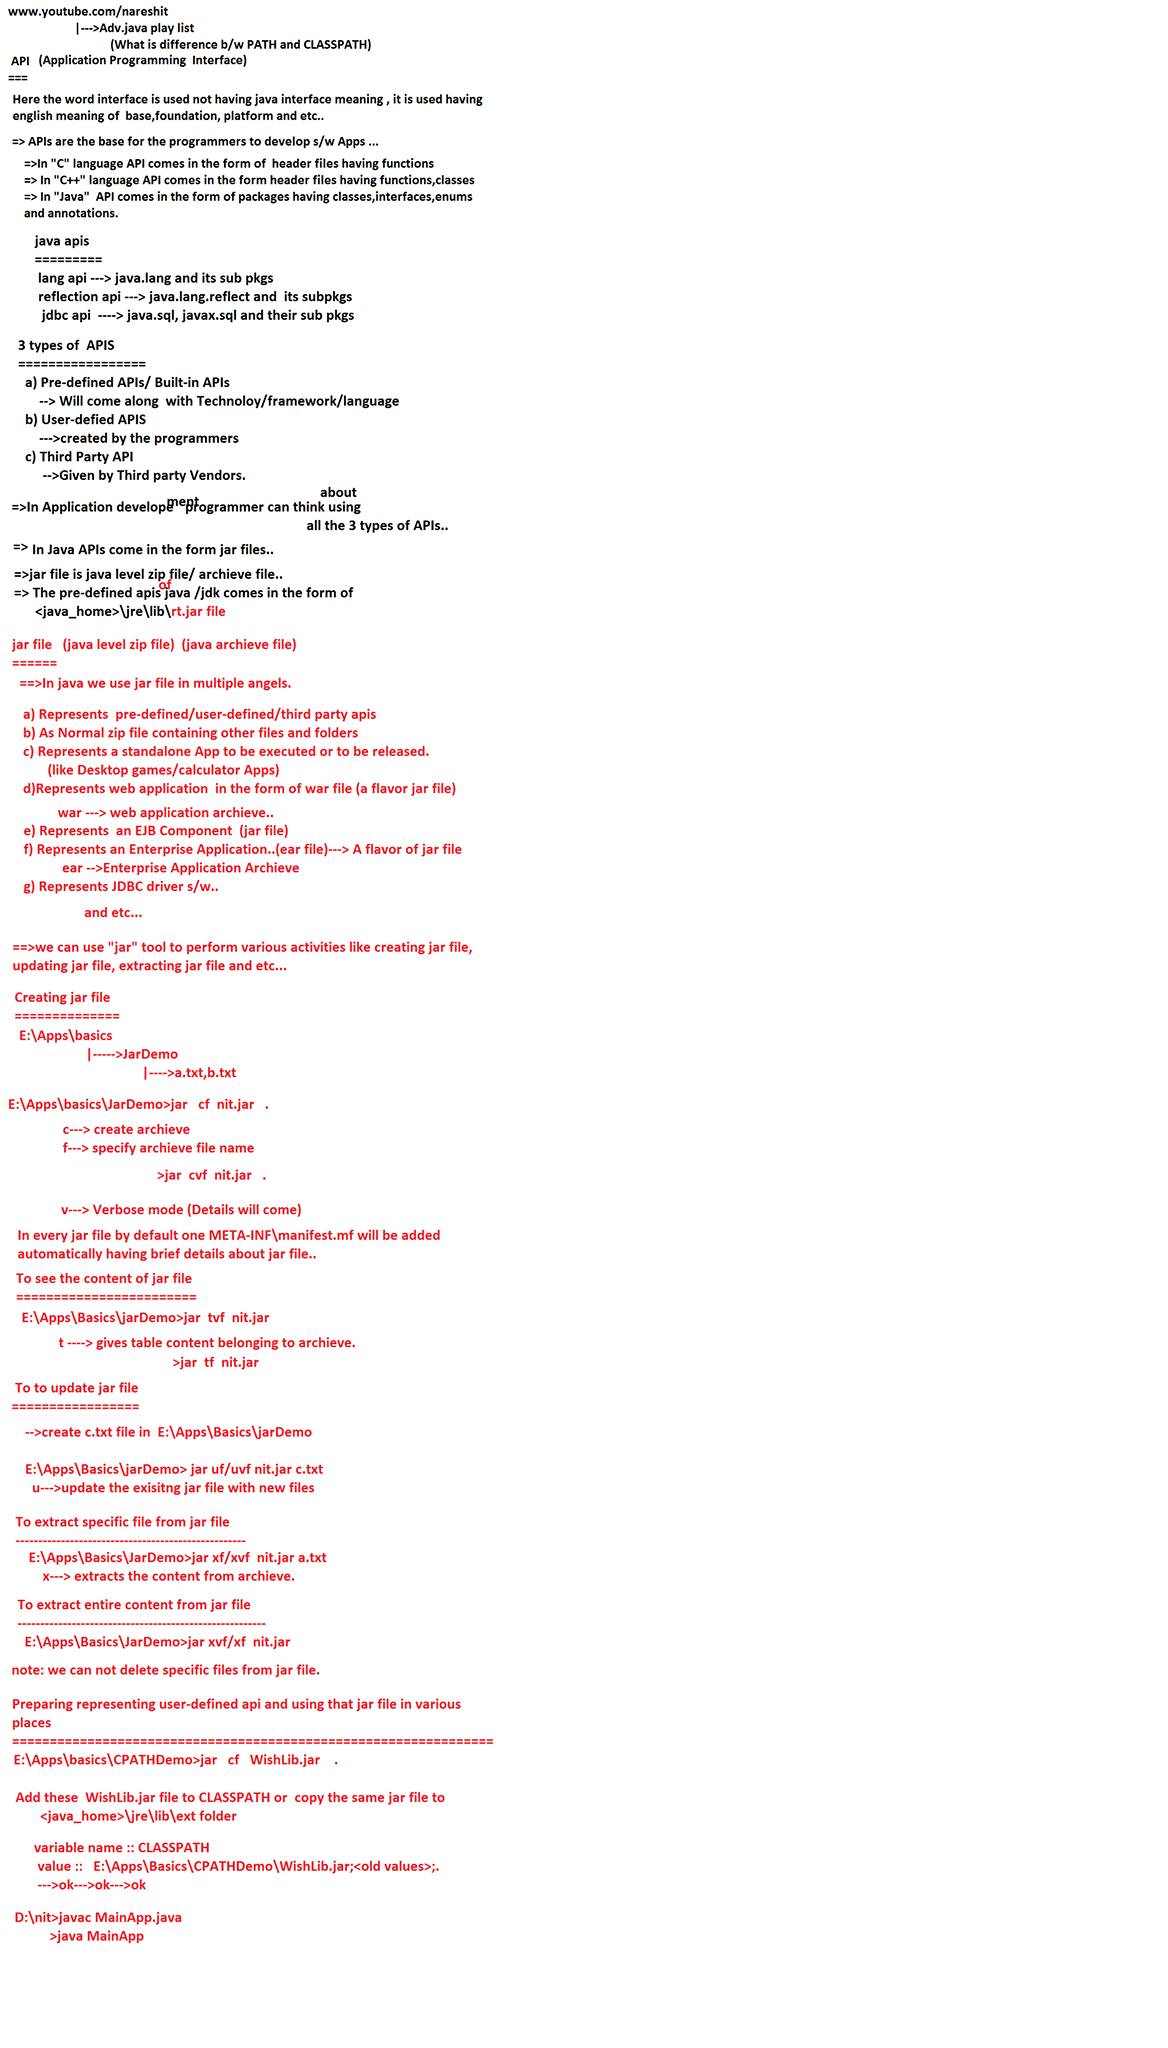 www.youtube.com/nareshit
|--->Adv.java play list
(What is difference b/w PATH and CLASSPATH)
API (Application Programming Interface)
===
Here the word interface is used not having java interface meaning , it is used having
english meaning of base,foundation, platform and etc..
=> APIs are the base for the programmers to develop s/w Apps ...
=>In "C" language API comes in the form of header files having functions
=> In "C++" language API comes in the form header files having functions,classes
=> In "Java" API comes in the form of packages having classes,interfaces,enums
and annotations.
java apis
=========
lang api ---> java.lang and its sub pkgs
reflection api ---> java.lang.reflect and its subpkgs
jdbc api ----> java.sql, javax.sql and their sub pkgs
3 types of APIS
=================
a) Pre-defined APIs/ Built-in APIs
--> Will come along with Technoloy/framework/language
b) User-defied APIS
--->created by the programmers
c) Third Party API
-->Given by Third party Vendors.
about
ment
=>In Application develope programmer can think using
all the 3 types of APIs..
=> In Java APIs come in the form jar files..
=>jar file is java level zip file/ archieve file..
of
=> The pre-defined apis java /jdk comes in the form of
<java_home>\jre\lib\rt.jar file
jar file (java level zip file) (java archieve file)
======
==>In java we use jar file in multiple angels.
a) Represents pre-defined/user-defined/third party apis
b) As Normal zip file containing other files and folders
c) Represents a standalone App to be executed or to be released.
(like Desktop games/calculator Apps)
d)Represents web application in the form of war file (a flavor jar file)
war ---> web application archieve..
e) Represents an EJB Component (jar file)
f) Represents an Enterprise Application..(ear file)---> A flavor of jar file
ear -->Enterprise Application Archieve
g) Represents JDBC driver s/w..
and etc...
==>we can use "jar" tool to perform various activities like creating jar file,
updating jar file, extracting jar file and etc...
Creating jar file
==============
E:\Apps\basics
|----->JarDemo
|---->a.txt,b.txt
E:\Apps\basics\JarDemo>jar cf nit.jar .
c---> create archieve
f---> specify archieve file name
>jar cvf nit.jar .
v---> Verbose mode (Details will come)
In every jar file by default one META-INF\manifest.mf will be added
automatically having brief details about jar file..
To see the content of jar file
========================
E:\Apps\Basics\jarDemo>jar tvf nit.jar
t ----> gives table content belonging to archieve.
>jar tf nit.jar
To to update jar file
=================
-->create c.txt file in E:\Apps\Basics\jarDemo
E:\Apps\Basics\jarDemo> jar uf/uvf nit.jar c.txt
u--->update the exisitng jar file with new files
To extract specific file from jar file
---------------------------------------------------
E:\Apps\Basics\JarDemo>jar xf/xvf nit.jar a.txt
x---> extracts the content from archieve.
To extract entire content from jar file
-------------------------------------------------------
E:\Apps\Basics\JarDemo>jar xvf/xf nit.jar
note: we can not delete specific files from jar file.
Preparing representing user-defined api and using that jar file in various
places
================================================================
E:\Apps\basics\CPATHDemo>jar cf WishLib.jar .
Add these WishLib.jar file to CLASSPATH or copy the same jar file to
<java_home>\jre\lib\ext folder
variable name :: CLASSPATH
value :: E:\Apps\Basics\CPATHDemo\WishLib.jar;<old values>;.
--->ok--->ok--->ok
D:\nit>javac MainApp.java
>java MainApp